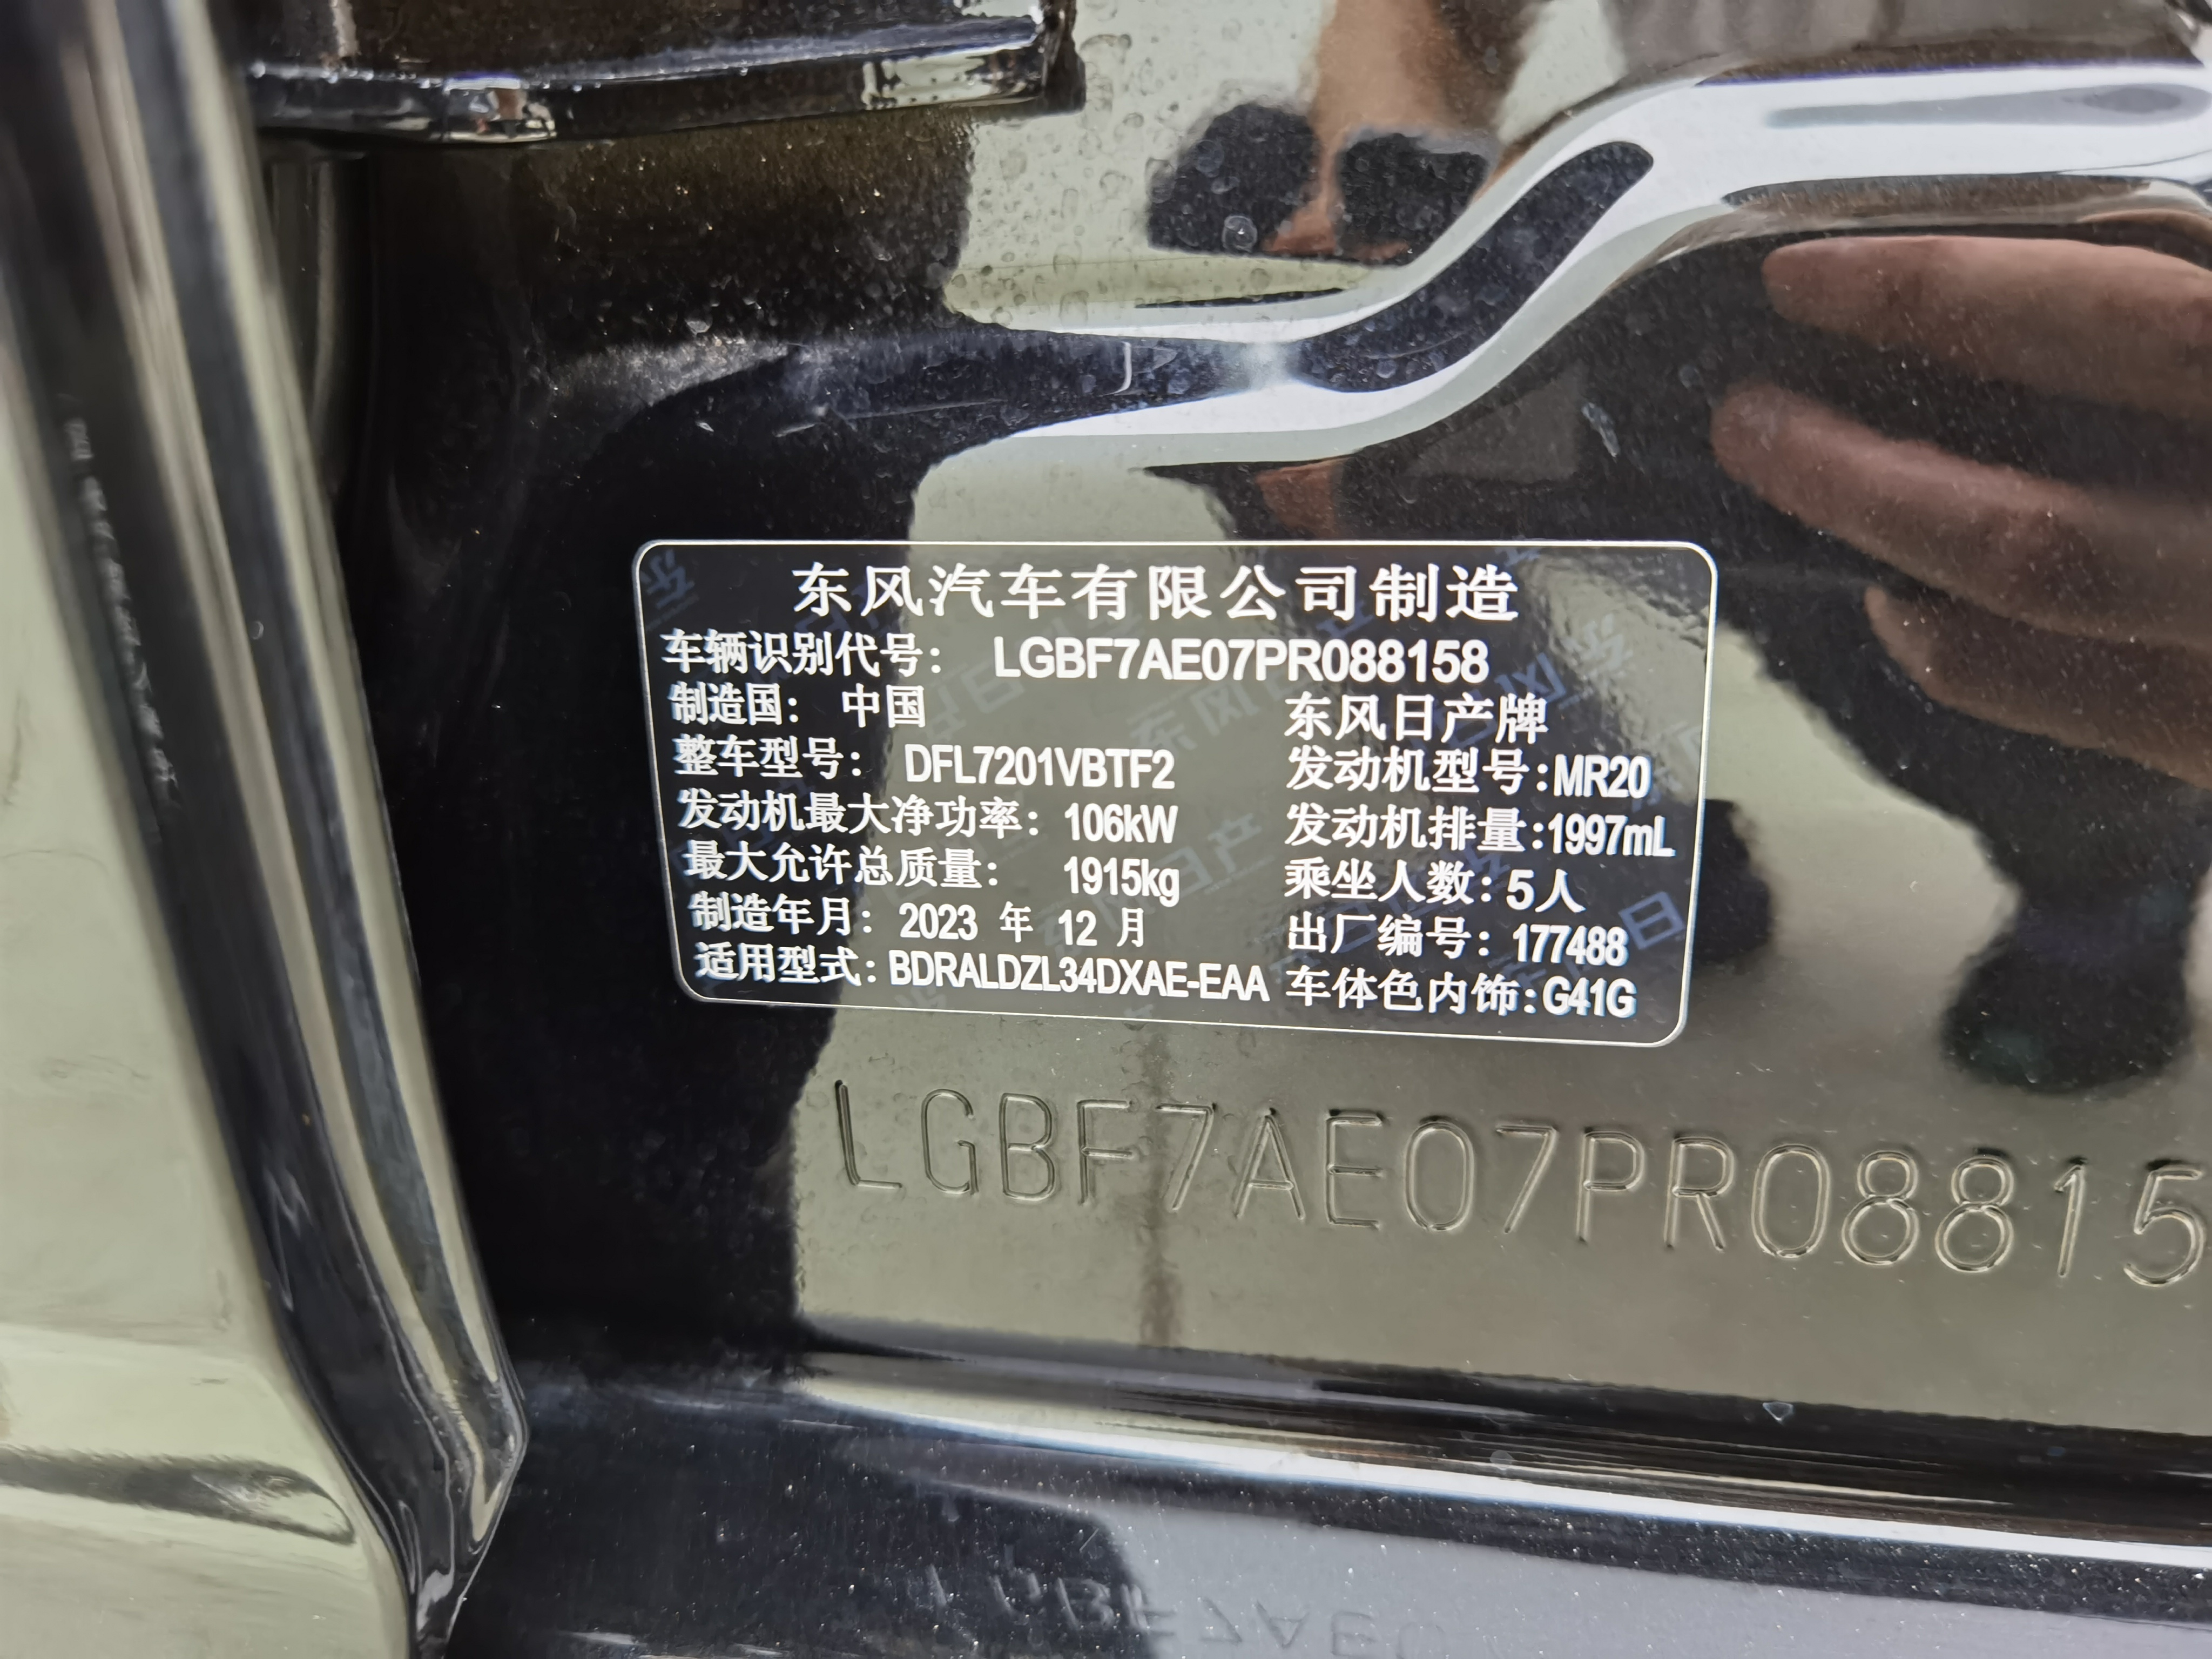 东风汽车有限公司制造
车辆识别代号： LGBF7AE07PR088158
制造国： 中国 东风日产牌
整车型号： DFL7201VBTF2 发动机型号:MR20
发动机最大净功率： 106kW 发动机排量:1997mL
最大允许总质量： 1915kg 乘坐人数: 5人
制造年月： 2023 年 12 月 出厂编号: 177488
适用型式: BDRALDZL34DXAE-EAA 车体色内饰:G41G
LGBF7AE07PR08815